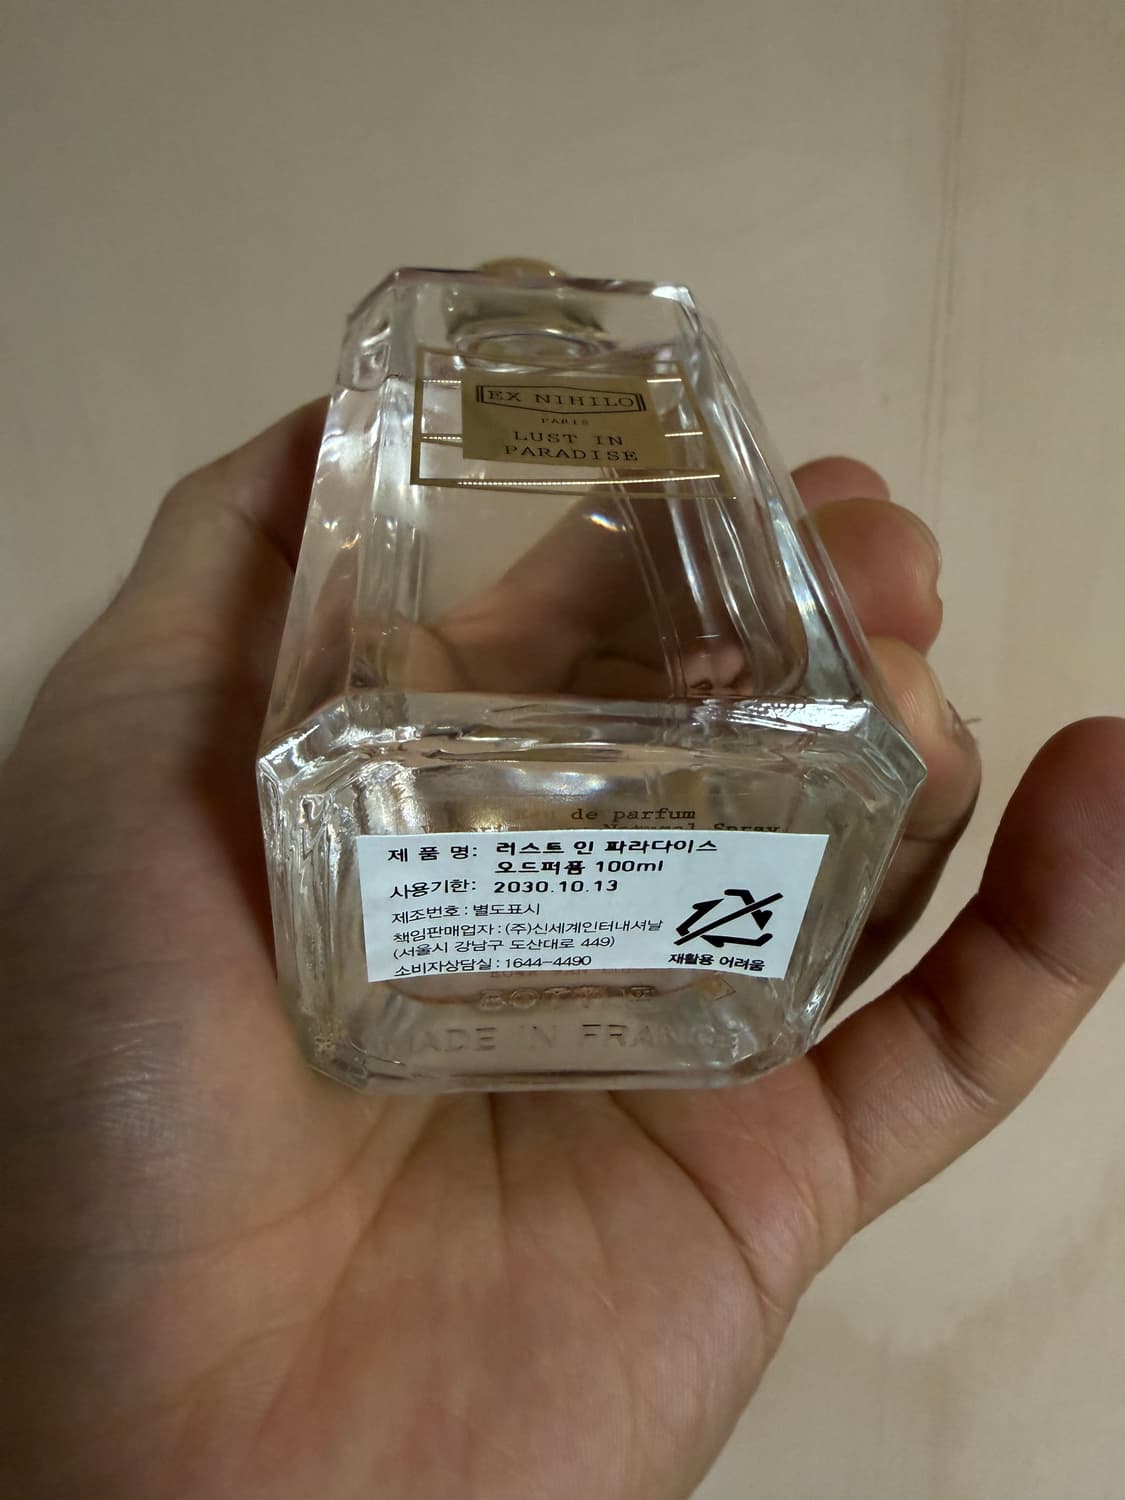 EX NIHILO
PARIS
LUST IN
PARADISE
de parfum
Spray
제 품 명: 러스트 인 파라다이스
오드퍼퓸 100ml
사용기한: 2030.10.13
제조번호 : 별도표시
책임판매업자 : (주)신세계인터내셔날
(서울시 강남구 도산대로 449)
소비자상담실 : 1644-4490
재활용 어려움
MADE IN FRANCE